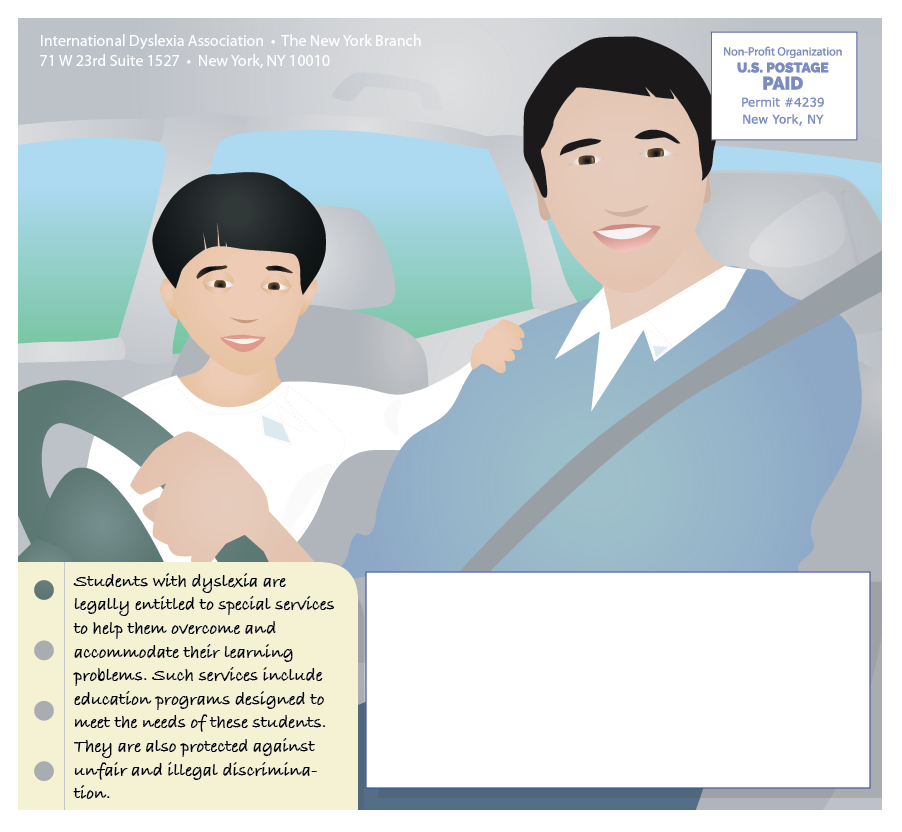 International Dyslexia Association • The New York Branch
71 W 23rd Suite 1527 • New York, NY 10010
Non-Profit Organization
U.S. POSTAGE
PAID
Permit #4239
New York, NY
Students with dyslexia are
legally entitled to special services
to help them overcome and
accommodate their learning
problems. Such services include
education programs designed to
meet the needs of these students.
They are also protected against
unfair and illegal discrimina-
tion.